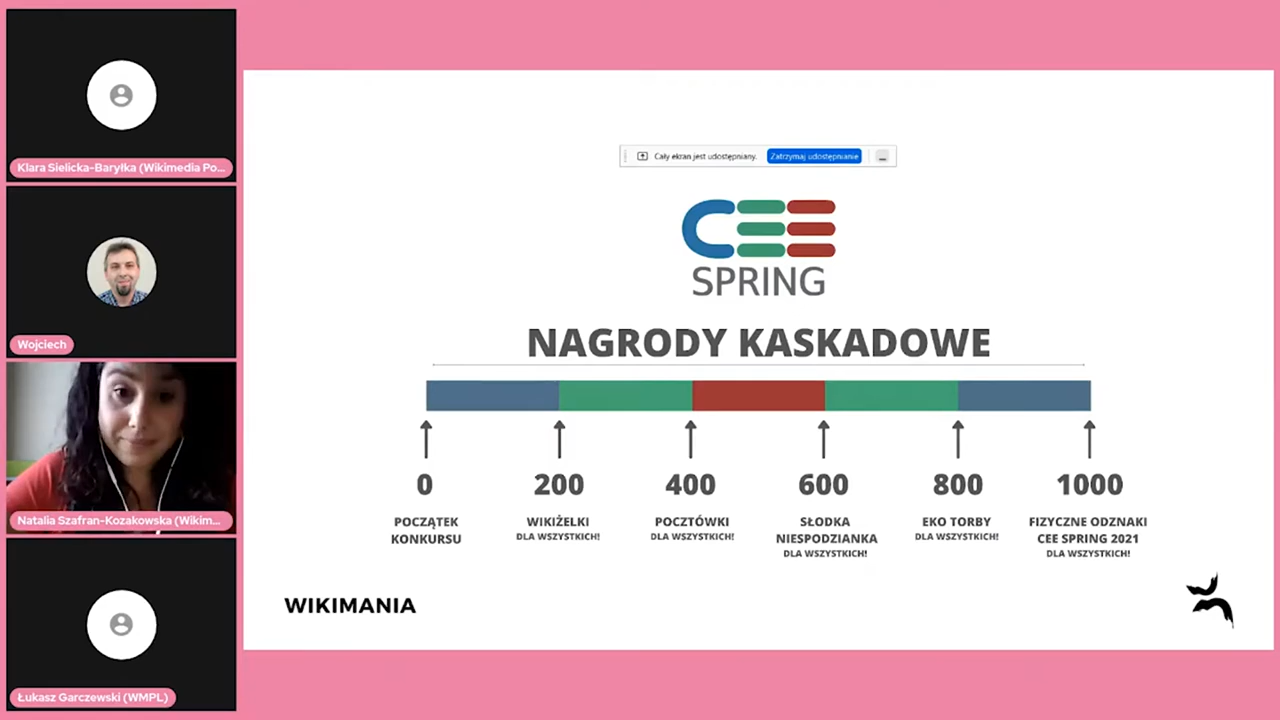 Klara Sielicka-Baryłka (Wikimedia Po...
Wojciech
Natalia Szafran-Kozakowska (Wikim...
Łukasz Garczewski (WMPL)
Cały ekran jest udostępniany.
Zatrzymaj udostępnianie
CEE
SPRING
NAGRODY KASKADOWE
0
POCZĄTEK
KONKURSU
200
WIKIŻELKI
DLA WSZYSTKICH!
400
POCZTÓWKI
DLA WSZYSTKICH!
600
SŁODKA
NIESPODZIANKA
DLA WSZYSTKICH!
800
EKO TORBY
DLA WSZYSTKICH!
1000
FIZYCZNE ODZNAKI
CEE SPRING 2021
DLA WSZYSTKICH!
WIKIMANIA